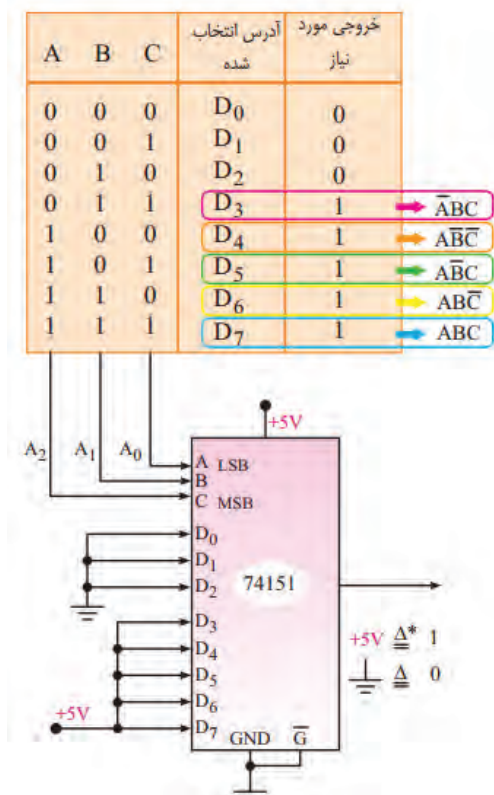 A B C آدرس انتخاب شده خروجی مورد نیاز
0 0 0 D0 0
0 0 1 D1 0
0 1 0 D2 0
0 1 1 D3 1 A̅BC
1 0 0 D4 1 AB̅C̅
1 0 1 D5 1 AB̅C
1 1 0 D6 1 ABC̅
1 1 1 D7 1 ABC
+5V
A2 A1 A0
A LSB
B
C MSB
D0
D1
D2
74151
D3
D4
D5
D6
D7
+5V
GND G̅
+5V ≙* 1
≙ 0